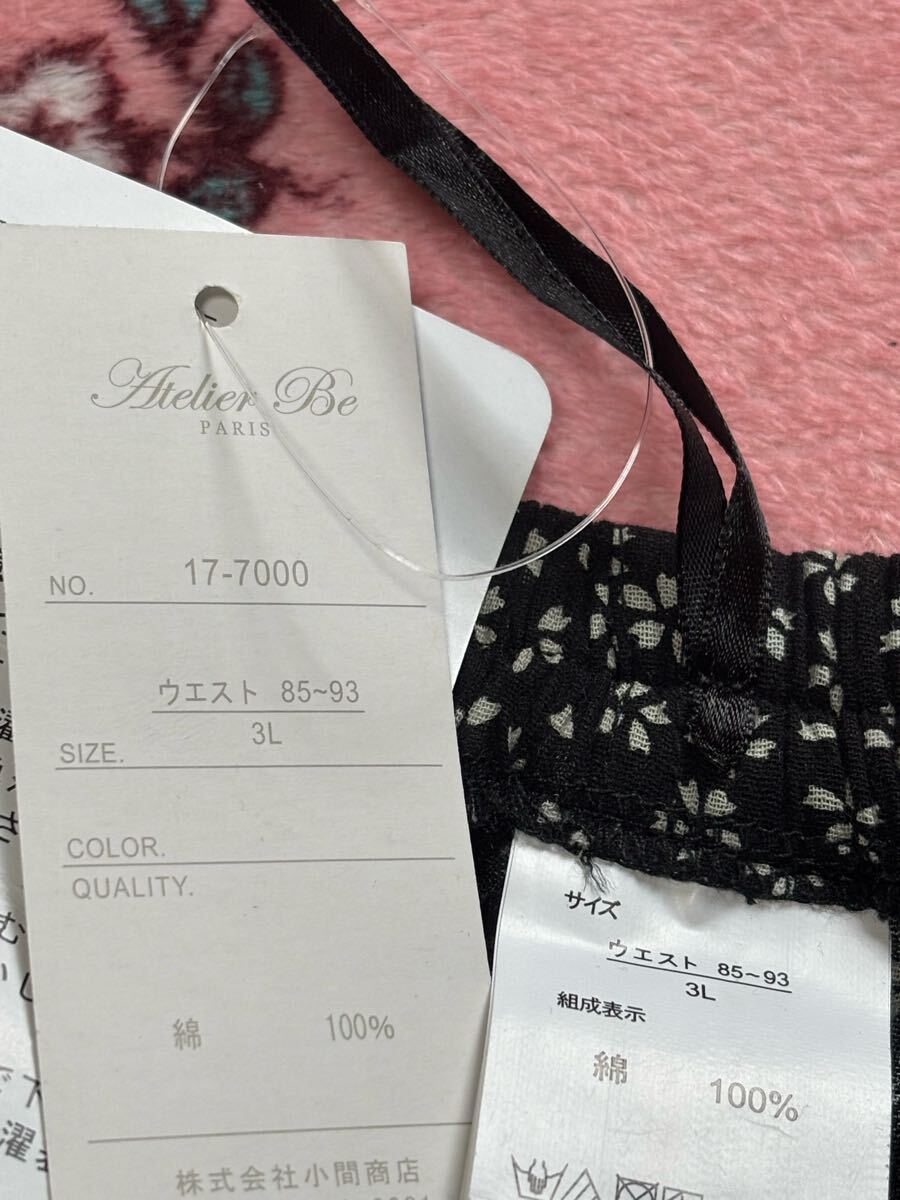 Atelier Be
PARIS
NO. 17-7000
ウエスト 85~93
SIZE. 3L
COLOR.
QUALITY.
綿 100%
株式会社小間商店
サイズ
ウエスト 85~93
3L
組成表示
綿 100%